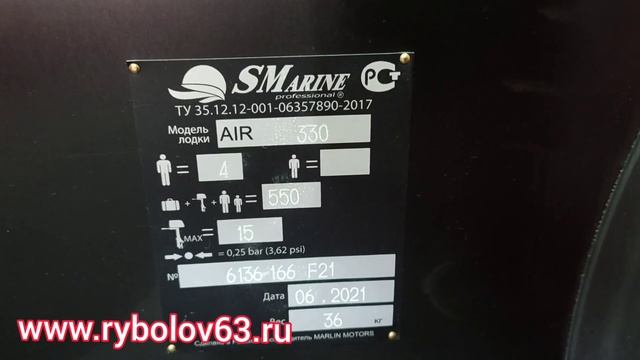 SMARINE
professional ®
РСТ
ТУ 35.12.12-001-06357890-2017
Модель лодки AIR 330
= 4 =
+ + = 550
MAX = 15
= 0,25 bar (3,62 psi)
№ 6136-166 F21
Дата 06.2021
Вес 36 кг
Сделано в MARLIN MOTORS
www.rybolov63.ru